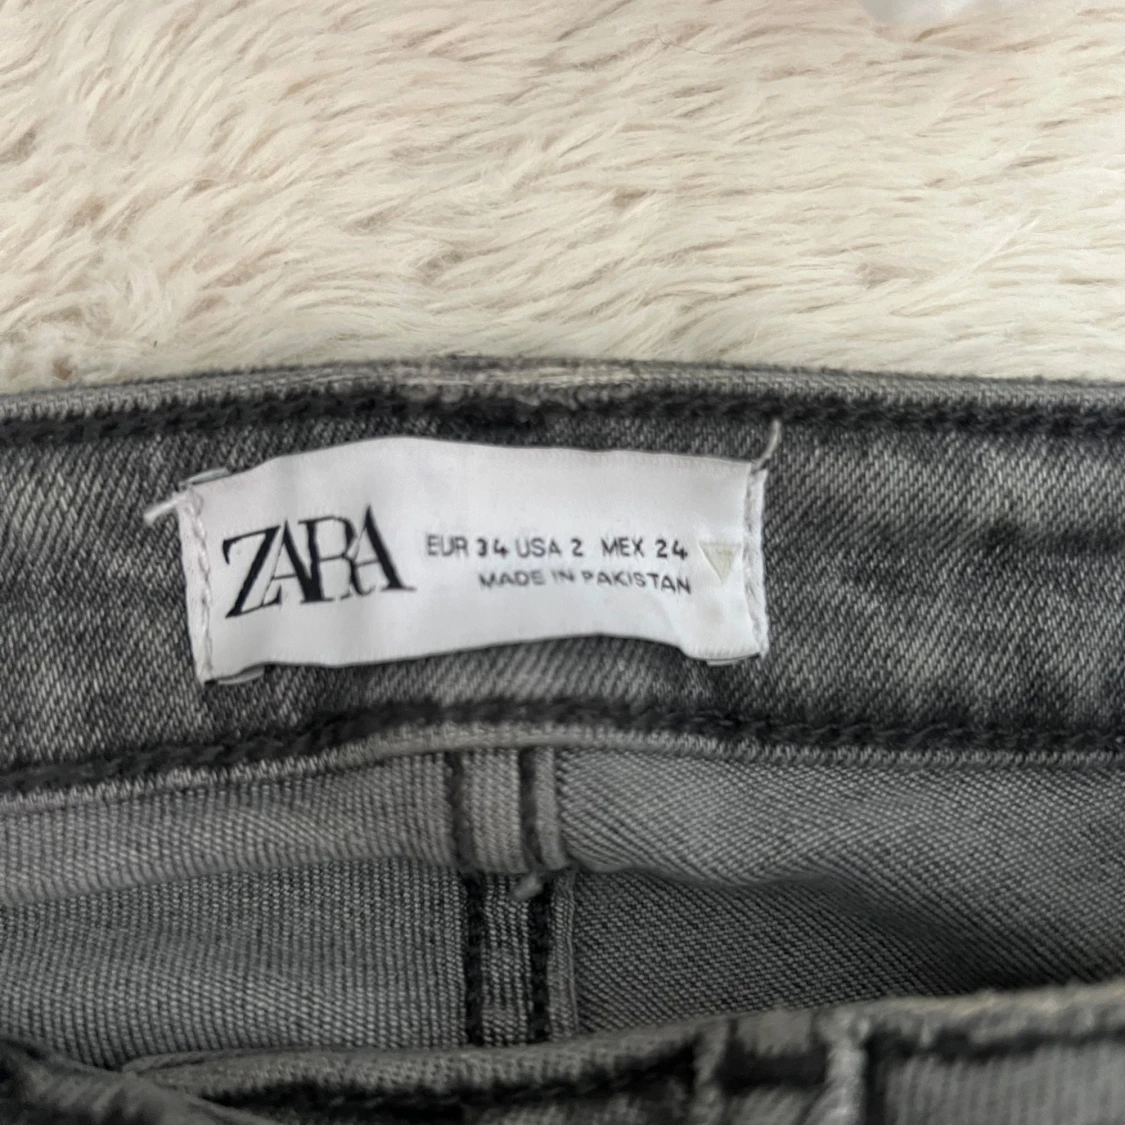 ZARA
EUR 34 USA 2 MEX 24
MADE IN PAKISTAN